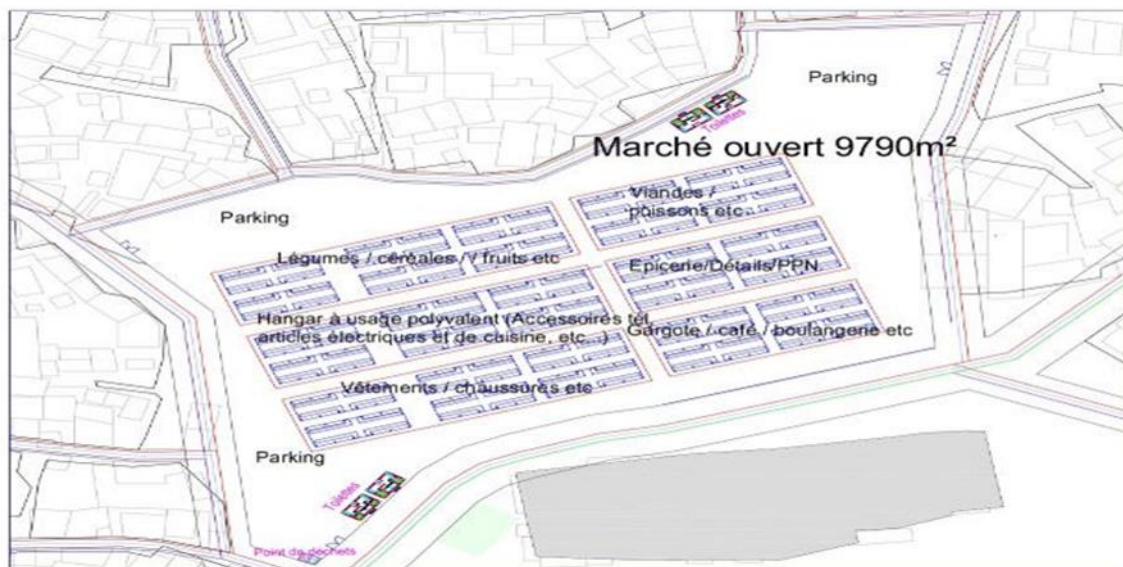 Parking
Toilettes
Marché ouvert 9790m²
Viandes /
poissons etc..
Parking
Légumes / céréales / / fruits etc
Epicerie/Détails/PPN
Hangar à usage polyvalent (Accessoires tel,
articles électriques et de cuisine, etc...)
Gargote / café / boulangerie etc
Vêtements / chaussures etc
Parking
Toilettes
Point de déchets